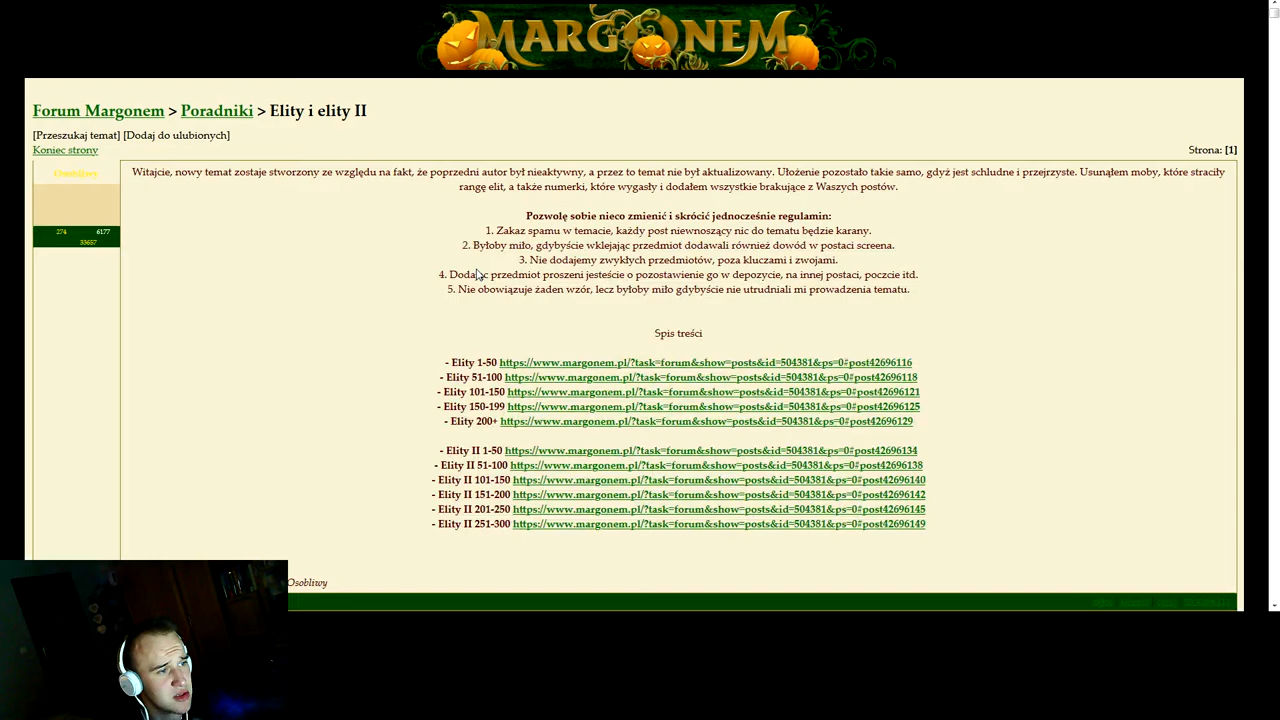 MARGONEM
Forum Margonem > Poradniki > Elity i elity II
[Przeszukaj temat] [Dodaj do ulubionych]
Koniec strony
Strona: [1]
Osobliwy
Witajcie, nowy temat zostaje stworzony ze względu na fakt, że poprzedni autor był nieaktywny, a przez to temat nie był aktualizowany. Ułożenie pozostało takie samo, gdyż jest schludne i przejrzyste. Usunąłem moby, które straciły
rangę elit, a także numerki, które wygasły i dodałem wszystkie brakujące z Waszych postów.
274 6177
33657
Pozwolę sobie nieco zmienić i skrócić jednocześnie regulamin:
1. Zakaz spamu w temacie, każdy post niewnoszący nic do tematu będzie karany.
2. Byłoby miło, gdybyście wklejając przedmiot dodawali również dowód w postaci screena.
3. Nie dodajemy zwykłych przedmiotów, poza kluczami i zwojami.
4. Dodając przedmiot proszeni jesteście o pozostawienie go w depozycie, na innej postaci, poczcie itd.
5. Nie obowiązuje żaden wzór, lecz byłoby miło gdybyście nie utrudniali mi prowadzenia tematu.
Spis treści
- Elity 1-50 https://www.margonem.pl/?task=forum&show=posts&id=504381&ps=0#post42696116
- Elity 51-100 https://www.margonem.pl/?task=forum&show=posts&id=504381&ps=0#post42696118
- Elity 101-150 https://www.margonem.pl/?task=forum&show=posts&id=504381&ps=0#post42696121
- Elity 150-199 https://www.margonem.pl/?task=forum&show=posts&id=504381&ps=0#post42696125
- Elity 200+ https://www.margonem.pl/?task=forum&show=posts&id=504381&ps=0#post42696129
- Elity II 1-50 https://www.margonem.pl/?task=forum&show=posts&id=504381&ps=0#post42696134
- Elity II 51-100 https://www.margonem.pl/?task=forum&show=posts&id=504381&ps=0#post42696138
- Elity II 101-150 https://www.margonem.pl/?task=forum&show=posts&id=504381&ps=0#post42696140
- Elity II 151-200 https://www.margonem.pl/?task=forum&show=posts&id=504381&ps=0#post42696142
- Elity II 201-250 https://www.margonem.pl/?task=forum&show=posts&id=504381&ps=0#post42696145
- Elity II 251-300 https://www.margonem.pl/?task=forum&show=posts&id=504381&ps=0#post42696149
Osobliwy